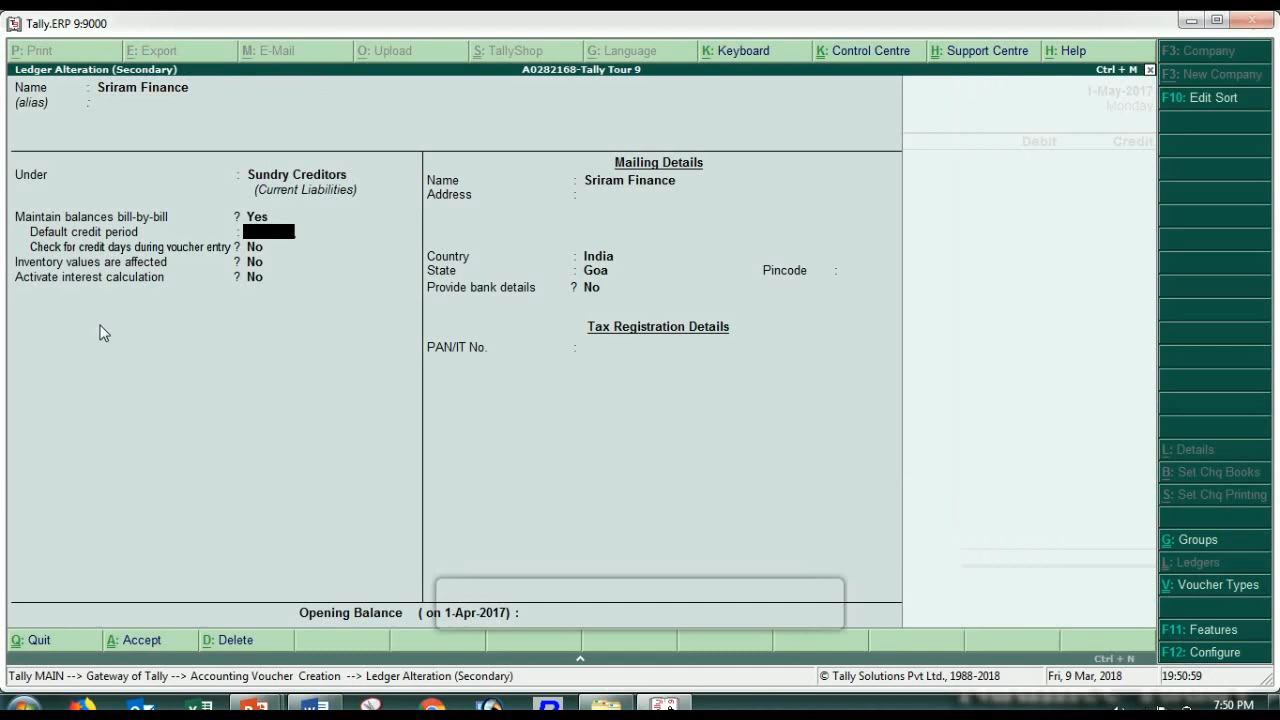 Tally.ERP 9:9000
P: Print E: Export M: E-Mail O: Upload S: TallyShop G: Language K: Keyboard K: Control Centre H: Support Centre H: Help
Ledger Alteration (Secondary) A0282168-Tally Tour 9 Ctrl + M
Name : Sriram Finance
(alias) :
1-May-2017
Monday
Debit Credit
Under : Sundry Creditors
(Current Liabilities)
Maintain balances bill-by-bill ? Yes
Default credit period :
Check for credit days during voucher entry ? No
Inventory values are affected ? No
Activate interest calculation ? No
Mailing Details
Name : Sriram Finance
Address :
Country : India
State : Goa Pincode :
Provide bank details ? No
Tax Registration Details
PAN/IT No. :
Opening Balance ( on 1-Apr-2017) :
F3: Company
F3: New Company
F10: Edit Sort
L: Details
B: Set Chq Books
S: Set Chq Printing
G: Groups
L: Ledgers
V: Voucher Types
F11: Features
F12: Configure
Q: Quit A: Accept D: Delete
Ctrl + N
Tally MAIN --> Gateway of Tally --> Accounting Voucher Creation --> Ledger Alteration (Secondary) © Tally Solutions Pvt Ltd., 1988-2018 Fri, 9 Mar, 2018 19:50:59
7:50 PM